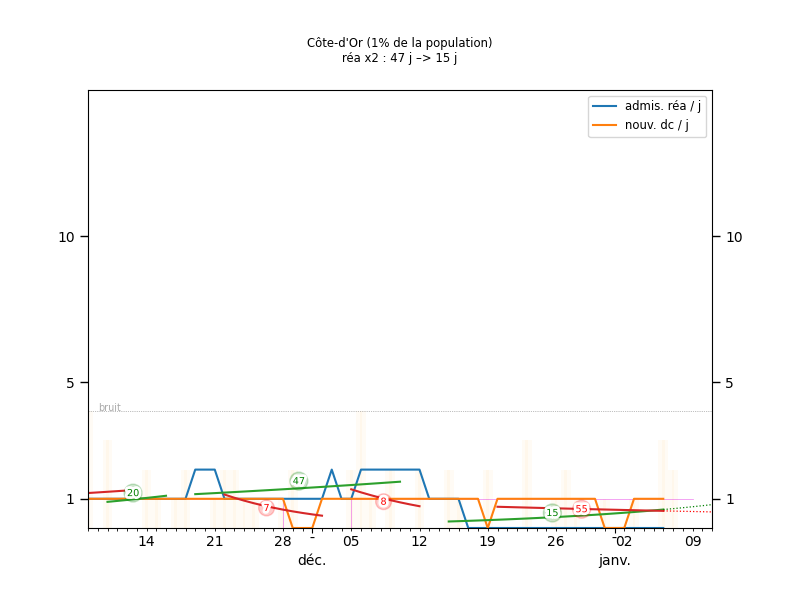 Côte-d'Or (1% de la population)
réa x2 : 47 j –> 15 j
admis. réa / j
nouv. dc / j
10 10
5 5
bruit
47
20
1 1
7
8
15
55
14 21 28 - 05 12 19 26 - 02 09
déc. janv.